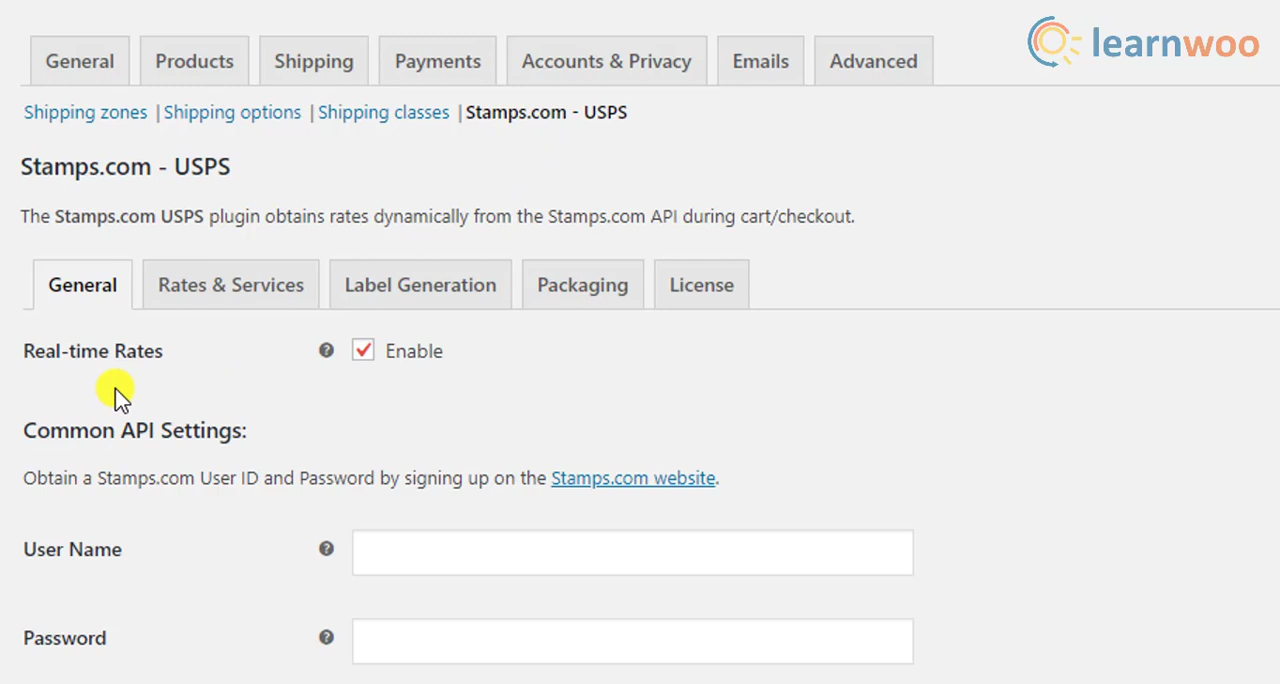 learnwoo
General Products Shipping Payments Accounts & Privacy Emails Advanced
Shipping zones | Shipping options | Shipping classes | Stamps.com - USPS
Stamps.com - USPS
The Stamps.com USPS plugin obtains rates dynamically from the Stamps.com API during cart/checkout.
General Rates & Services Label Generation Packaging License
Real-time Rates ? Enable
Common API Settings:
Obtain a Stamps.com User ID and Password by signing up on the Stamps.com website.
User Name ?
Password ?